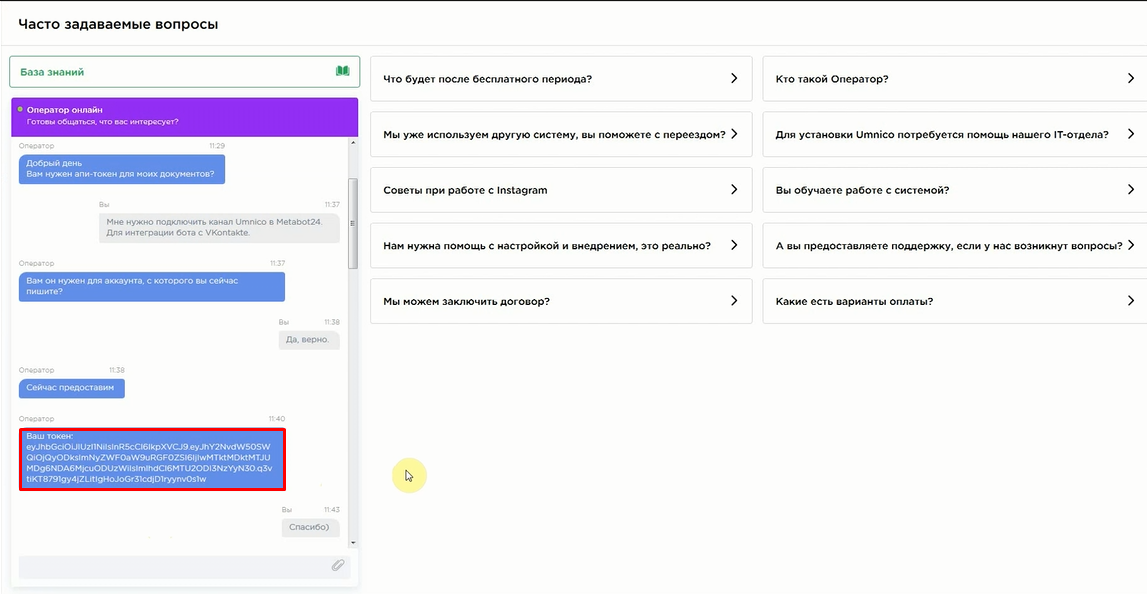 Часто задаваемые вопросы
База знаний
Оператор онлайн
Готовы общаться, что вас интересует?
Оператор 11:29
Добрый день
Вам нужен апи-токен для моих документов?
Вы 11:37
Мне нужно подключить канал Umnico в Metabot24.
Для интеграции бота с VKontakte.
Оператор 11:37
Вам он нужен для аккаунта, с которого вы сейчас
пишите?
Вы 11:38
Да, верно.
Оператор 11:38
Сейчас предоставим
Оператор 11:40
Ваш токен:
Вы 11:43
Спасибо)
Что будет после бесплатного периода?
Кто такой Оператор?
Мы уже используем другую систему, вы поможете с переездом?
Для установки Umnico потребуется помощь нашего IT-отдела?
Советы при работе с Instagram
Вы обучаете работе с системой?
Нам нужна помощь с настройкой и внедрением, это реально?
А вы предоставляете поддержку, если у нас возникнут вопросы?
Мы можем заключить договор?
Какие есть варианты оплаты?